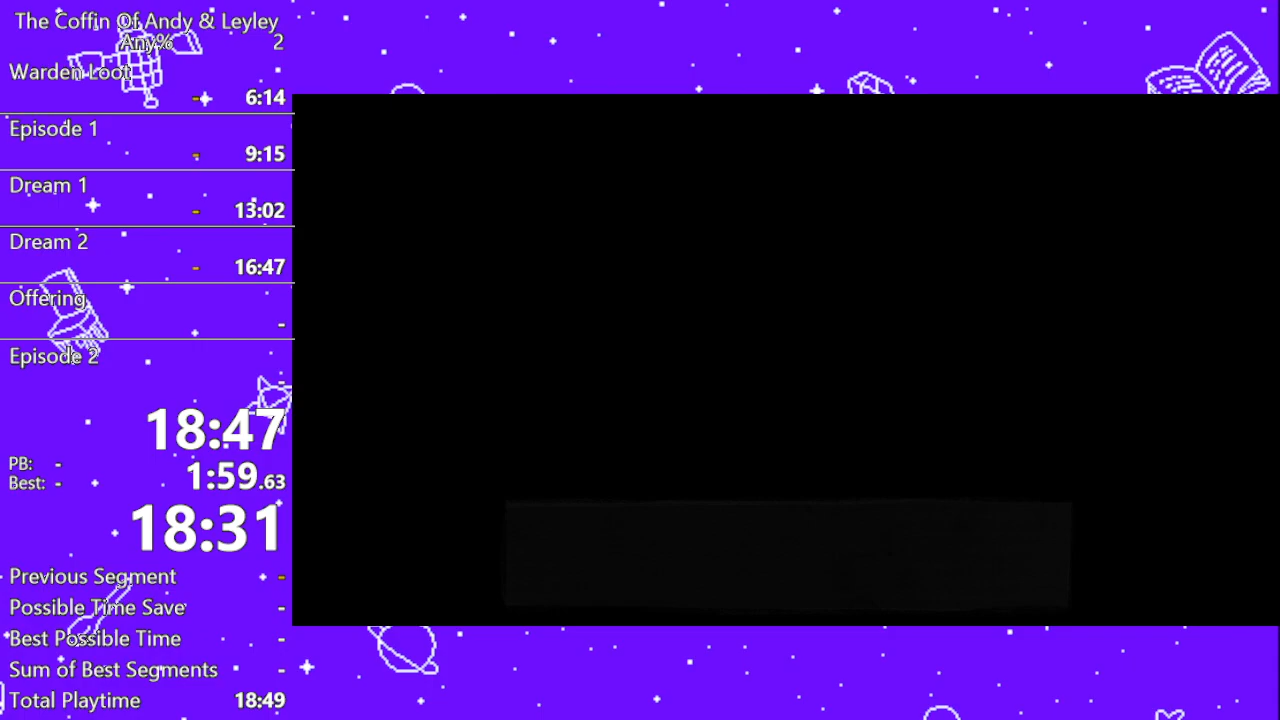 The Coffin Of Andy & Leyley
Any% 2
Warden Loot
- 6:14
Episode 1
- 9:15
Dream 1
- 13:02
Dream 2
- 16:47
Offering
-
Episode 2
-
18:47
PB: -
Best: -
1:59.63
18:31
Previous Segment -
Possible Time Save -
Best Possible Time -
Sum of Best Segments -
Total Playtime 18:49